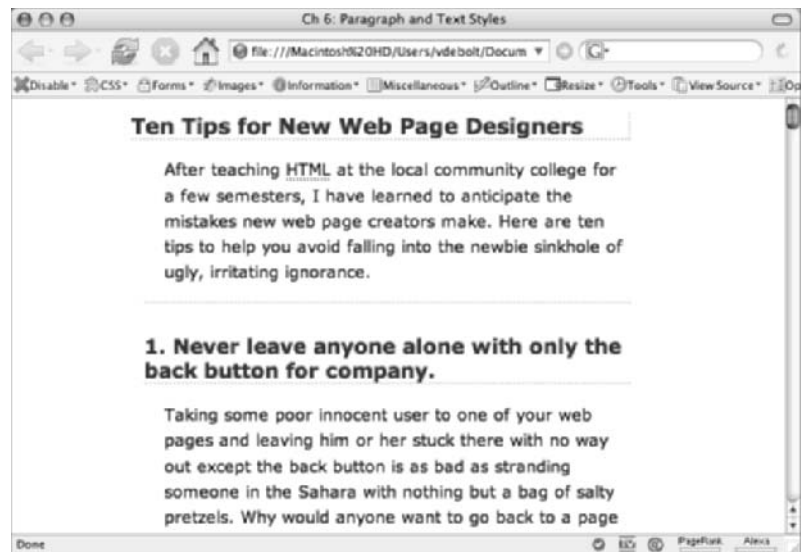 Ch 6: Paragraph and Text Styles
file:///Macintosh%20HD/Users/vdebolt/Docum
G
Disable CSS Forms Images Information Miscellaneous Outline Resize Tools View Source Op
Ten Tips for New Web Page Designers
After teaching HTML at the local community college for
a few semesters, I have learned to anticipate the
mistakes new web page creators make. Here are ten
tips to help you avoid falling into the newbie sinkhole of
ugly, irritating ignorance.
1. Never leave anyone alone with only the
back button for company.
Taking some poor innocent user to one of your web
pages and leaving him or her stuck there with no way
out except the back button is as bad as stranding
someone in the Sahara with nothing but a bag of salty
pretzels. Why would anyone want to go back to a page
Done PageRank Alexa